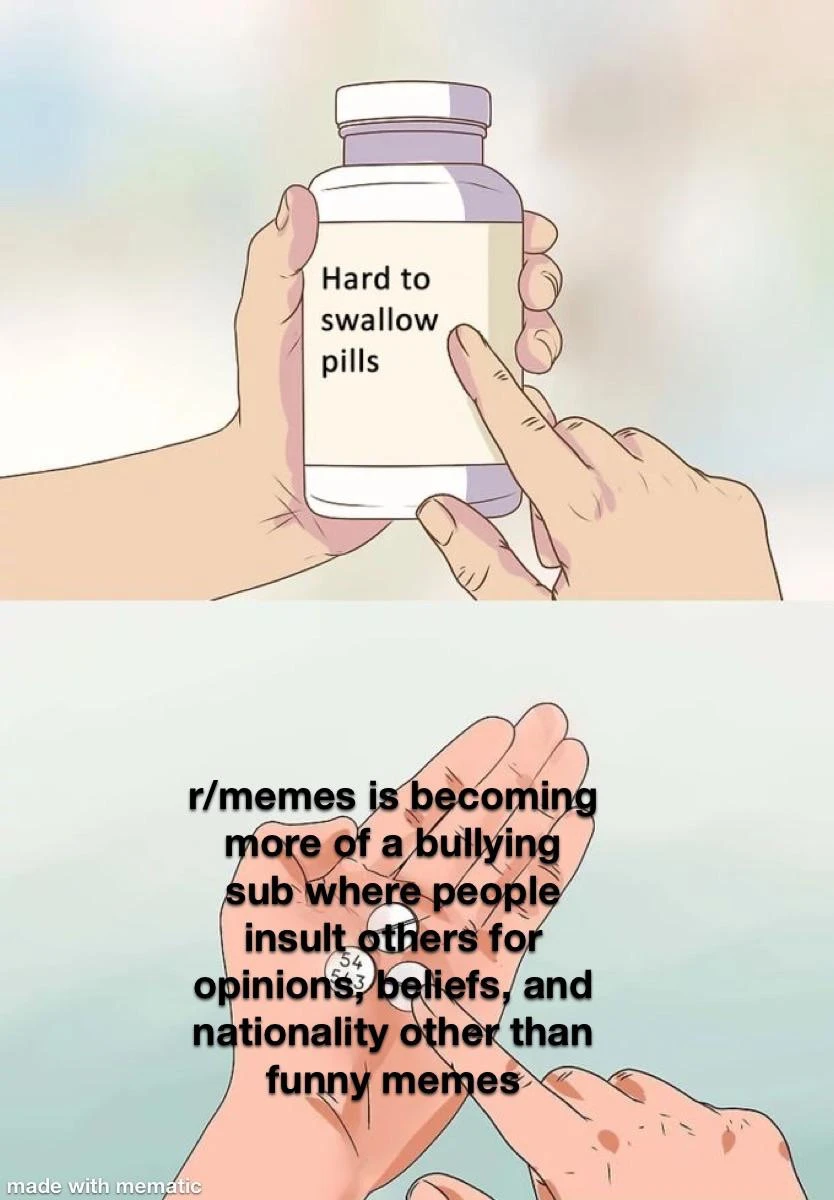 Hard to
swallow
pills
r/memes is becoming
more of a bullying
sub where people
insult others for
opinions, beliefs, and
nationality other than
funny memes
54
made with mematic